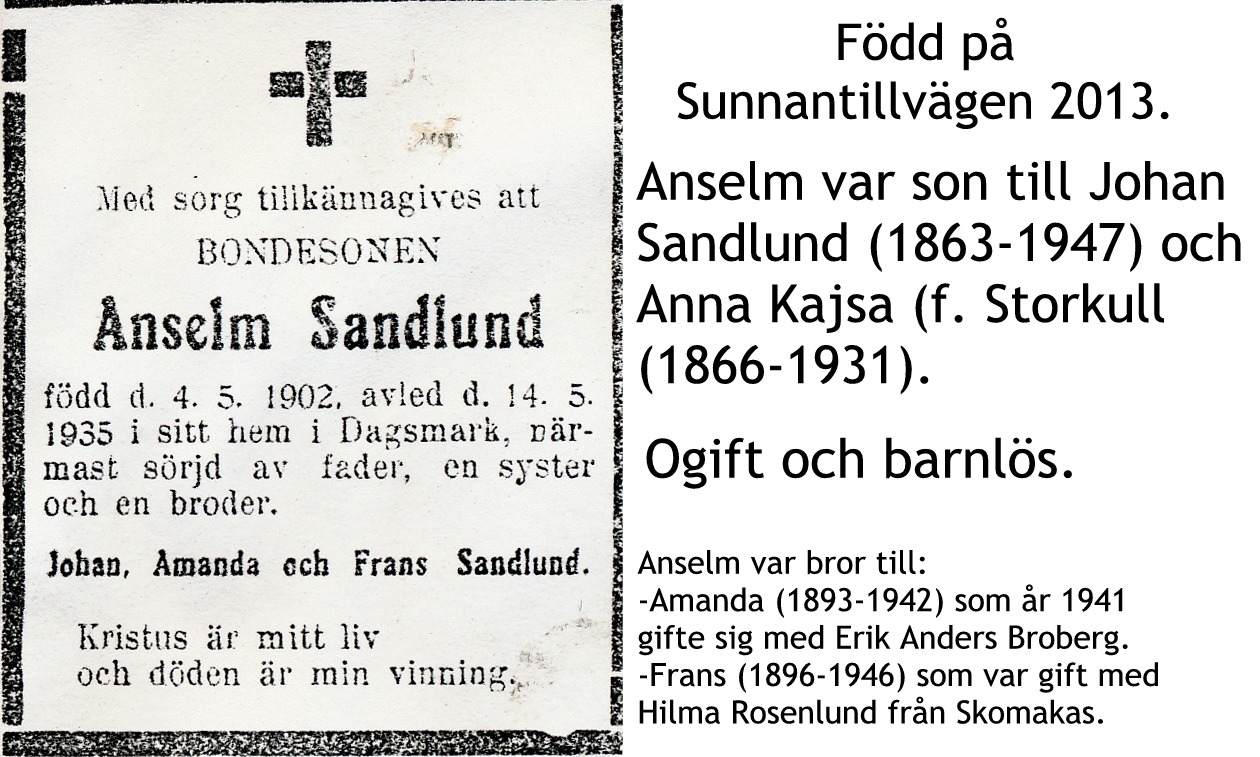 Med sorg tillkännagives att
BONDESONEN
Anselm Sandlund
född d. 4. 5. 1902, avled d. 14. 5.
1935 i sitt hem i Dagsmark, när-
mast sörjd av fader, en syster
och en broder.
Johan, Amanda och Frans Sandlund.
Kristus är mitt liv
och döden är min vinning.
Född på
Sunnantillvägen 2013.
Anselm var son till Johan
Sandlund (1863-1947) och
Anna Kajsa (f. Storkull
(1866-1931).
Ogift och barnlös.
Anselm var bror till:
-Amanda (1893-1942) som år 1941
gifte sig med Erik Anders Broberg.
-Frans (1896-1946) som var gift med
Hilma Rosenlund från Skomakas.